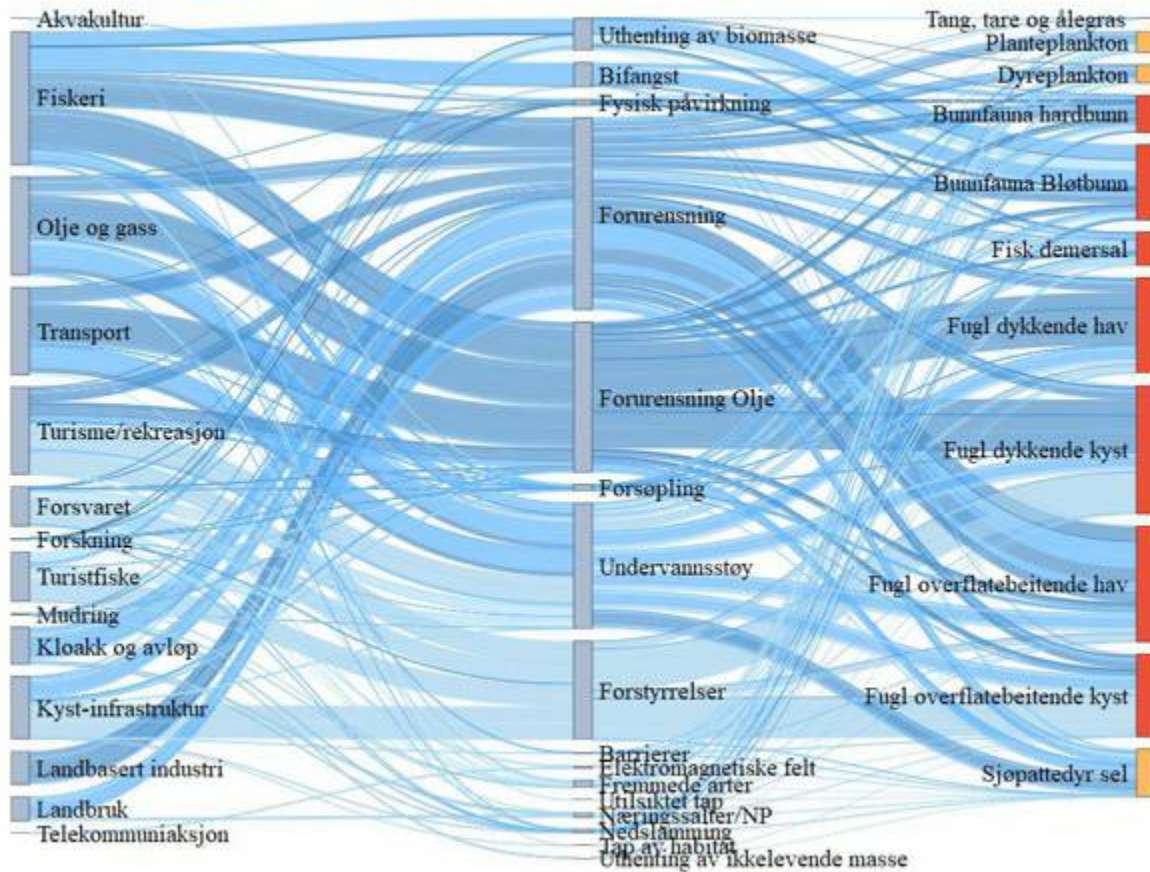 Akvakultur
Fiskeri
Olje og gass
Transport
Turisme/rekreasjon
Forsvaret
Forskning
Turistfiske
Mudring
Kloakk og avløp
Kyst-infrastruktur
Landbasert industri
Landbruk
Telekommuniaksjon
Uthenting av biomasse
Bifangst
Fysisk påvirkning
Forurensning
Forurensning Olje
Forsøpling
Undervannsstøy
Forstyrrelser
Barrierer
Elektromagnetiske felt
Fremmede arter
Utilsiktet tap
Næringssalter/NP
Nedslamming
Tap av habitat
Uthenting av ikkelevende masse
Tang, tare og ålegras
Planteplankton
Dyreplankton
Bunnfauna hardbunn
Bunnfauna Bløtbunn
Fisk demersal
Fugl dykkende hav
Fugl dykkende kyst
Fugl overflatebeitende hav
Fugl overflatebeitende kyst
Sjøpattedyr sel